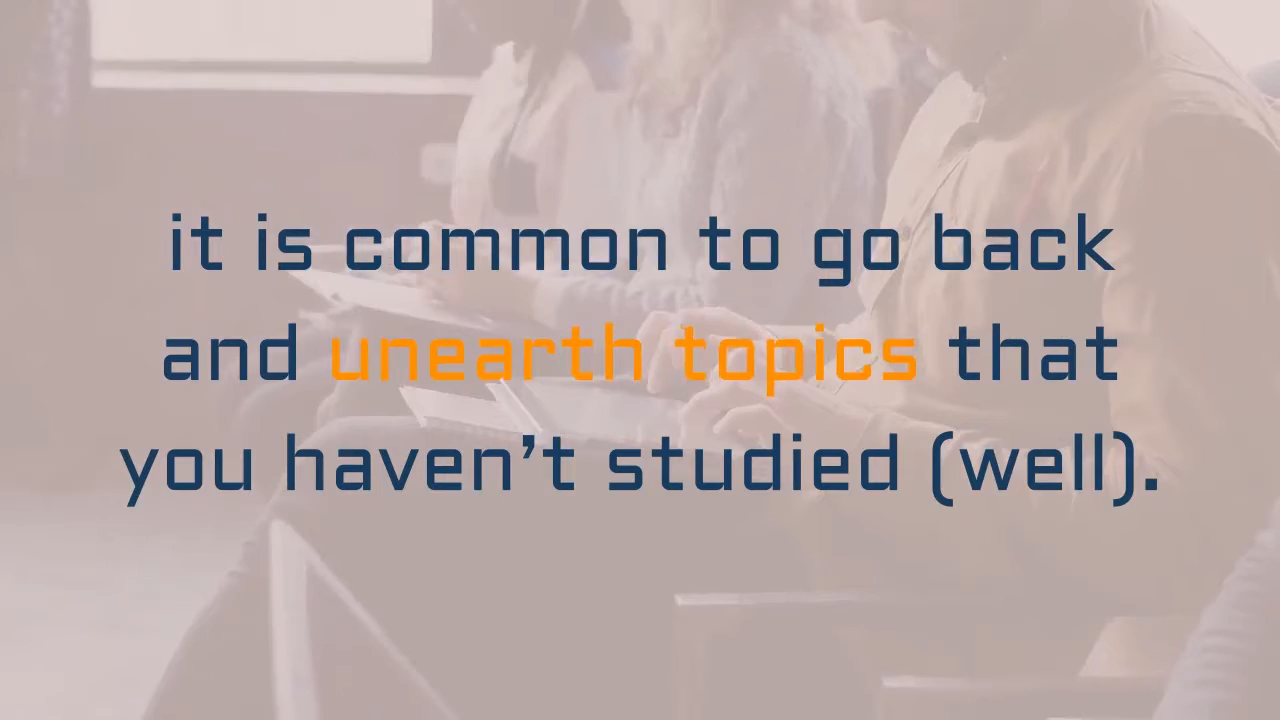 it is common to go back
and unearth topics that
you haven’t studied (well).